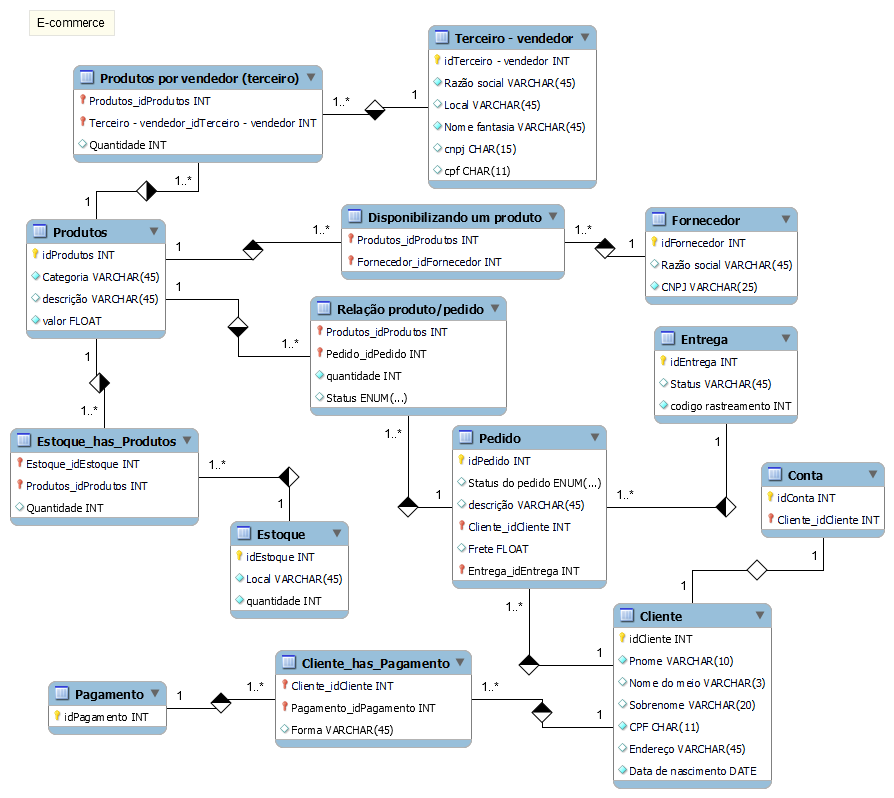 E-commerce
Terceiro - vendedor
idTerceiro - vendedor INT
Razão social VARCHAR(45)
Local VARCHAR(45)
Nome fantasia VARCHAR(45)
cnpj CHAR(15)
cpf CHAR(11)
Produtos por vendedor (terceiro)
Produtos_idProdutos INT
Terceiro - vendedor_idTerceiro - vendedor INT
Quantidade INT
1..*
1
1..*
1
Produtos
idProdutos INT
Categoria VARCHAR(45)
descrição VARCHAR(45)
valor FLOAT
1
1..*
Disponibilizando um produto
Produtos_idProdutos INT
Fornecedor_idFornecedor INT
1..*
1
Fornecedor
idFornecedor INT
Razão social VARCHAR(45)
CNPJ VARCHAR(25)
1
1..*
Relação produto/pedido
Produtos_idProdutos INT
Pedido_idPedido INT
quantidade INT
Status ENUM(...)
Entrega
idEntrega INT
Status VARCHAR(45)
codigo rastreamento INT
1
1..*
Estoque_has_Produtos
Estoque_idEstoque INT
Produtos_idProdutos INT
Quantidade INT
1..*
1
Estoque
idEstoque INT
Local VARCHAR(45)
quantidade INT
1..*
1
Pedido
idPedido INT
Status do pedido ENUM(...)
descrição VARCHAR(45)
Cliente_idCliente INT
Frete FLOAT
Entrega_idEntrega INT
1
1..*
Conta
idConta INT
Cliente_idCliente INT
1
1
1..*
1
Cliente
idCliente INT
Pnome VARCHAR(10)
Nome do meio VARCHAR(3)
Sobrenome VARCHAR(20)
CPF CHAR(11)
Endereço VARCHAR(45)
Data de nascimento DATE
Cliente_has_Pagamento
Cliente_idCliente INT
Pagamento_idPagamento INT
Forma VARCHAR(45)
1..*
1
Pagamento
idPagamento INT
1
1..*